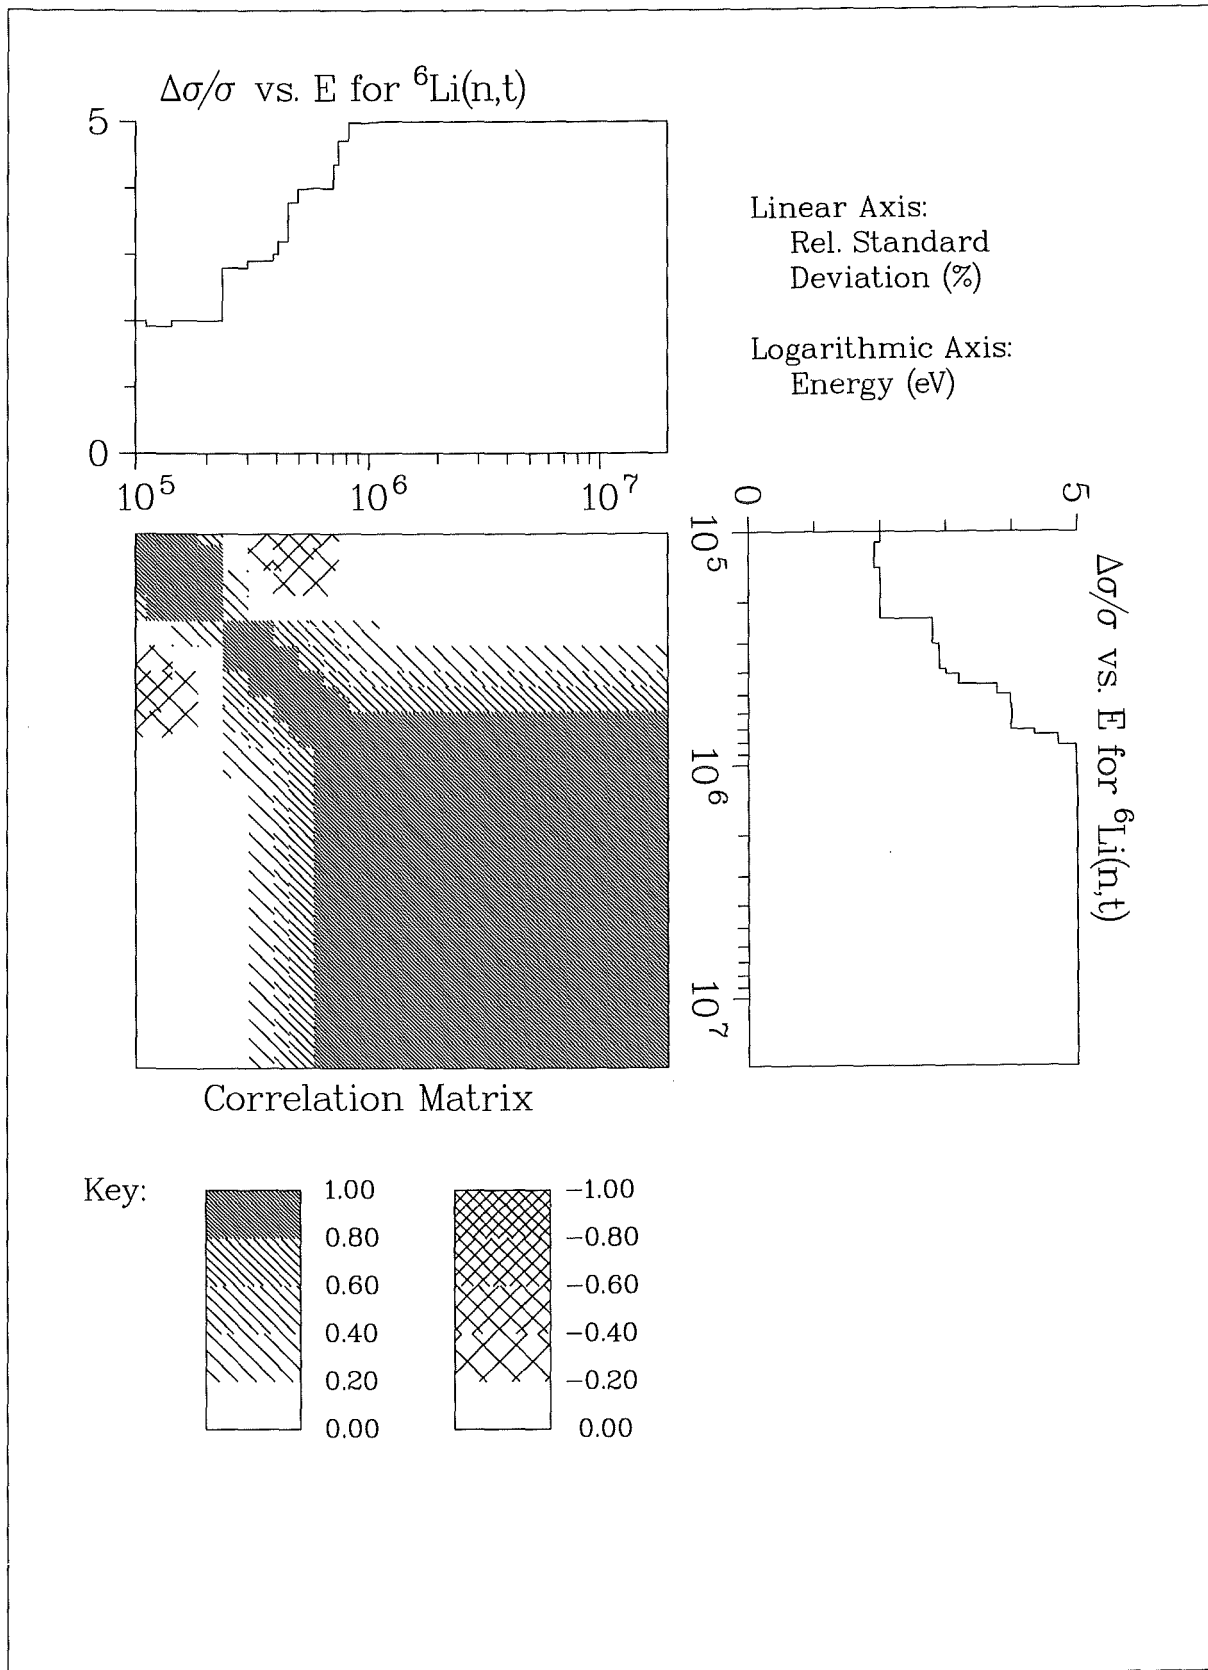 Δσ/σ vs. E for ⁶Li(n,t)
5
0
10⁵ 10⁶ 10⁷
Linear Axis:
Rel. Standard
Deviation (%)
Logarithmic Axis:
Energy (eV)
0 5
10⁵
10⁶
10⁷
Δσ/σ vs. E for ⁶Li(n,t)
Correlation Matrix
Key:
1.00
0.80
0.60
0.40
0.20
0.00
-1.00
-0.80
-0.60
-0.40
-0.20
0.00